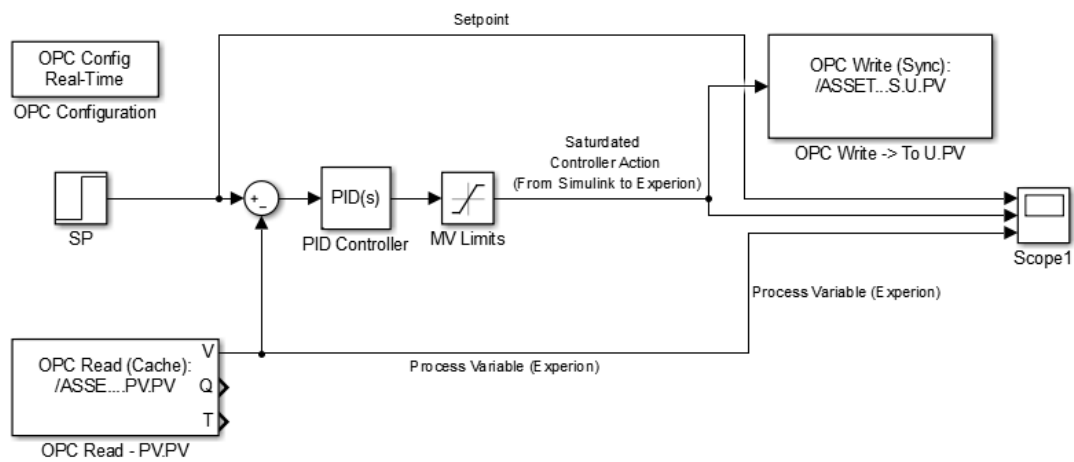 Setpoint
OPC Config
Real-Time
OPC Configuration
OPC Write (Sync):
/ASSET...S.U.PV
OPC Write -> To U.PV
Saturdated
Controller Action
(From Simulink to Experion)
SP
+
-
PID(s)
PID Controller
MV Limits
Scope1
Process Variable (Experion)
OPC Read (Cache):
/ASSE....PV.PV
V
Q
T
Process Variable (Experion)
OPC Read - PV.PV